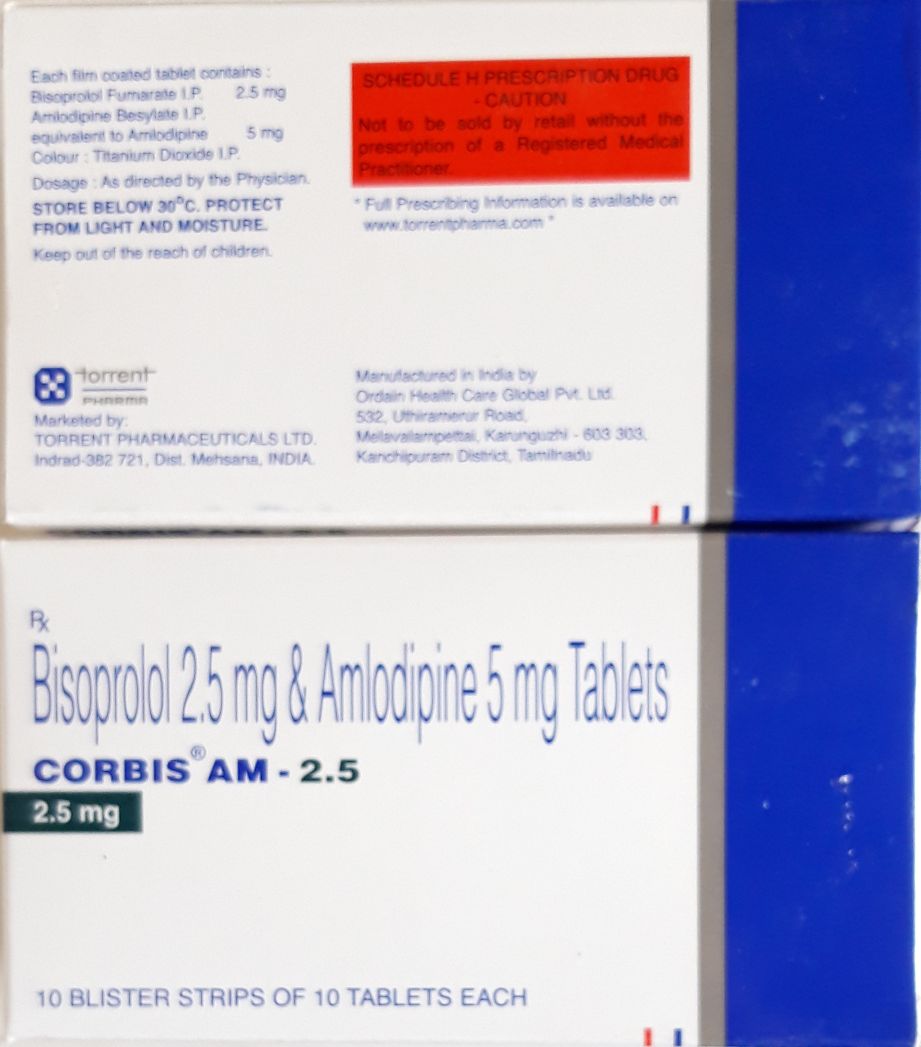 Each film coated tablet contains :
Bisoprolol Fumarate I.P. 2.5 mg
Amlodipine Besylate I.P.
equivalent to Amlodipine 5 mg
Colour : Titanium Dioxide I.P.
Dosage : As directed by the Physician.
STORE BELOW 30°C. PROTECT
FROM LIGHT AND MOISTURE.
Keep out of the reach of children.
SCHEDULE H PRESCRIPTION DRUG
- CAUTION
Not to be sold by retail without the
prescription of a Registered Medical
Practitioner.
* Full Prescribing Information is available on
www.torrentpharma.com *
torrent
PHARMA
Marketed by:
TORRENT PHARMACEUTICALS LTD.
Indrad-382 721, Dist. Mehsana, INDIA.
Manufactured in India by
Ordain Health Care Global Pvt. Ltd.
532, Uthiramerur Road,
Melavalampettai, Karunguzhi - 603 303,
Kanchipuram District, Tamilnadu
Rx
Bisoprolol 2.5 mg & Amlodipine 5 mg Tablets
CORBIS® AM - 2.5
2.5 mg
10 BLISTER STRIPS OF 10 TABLETS EACH